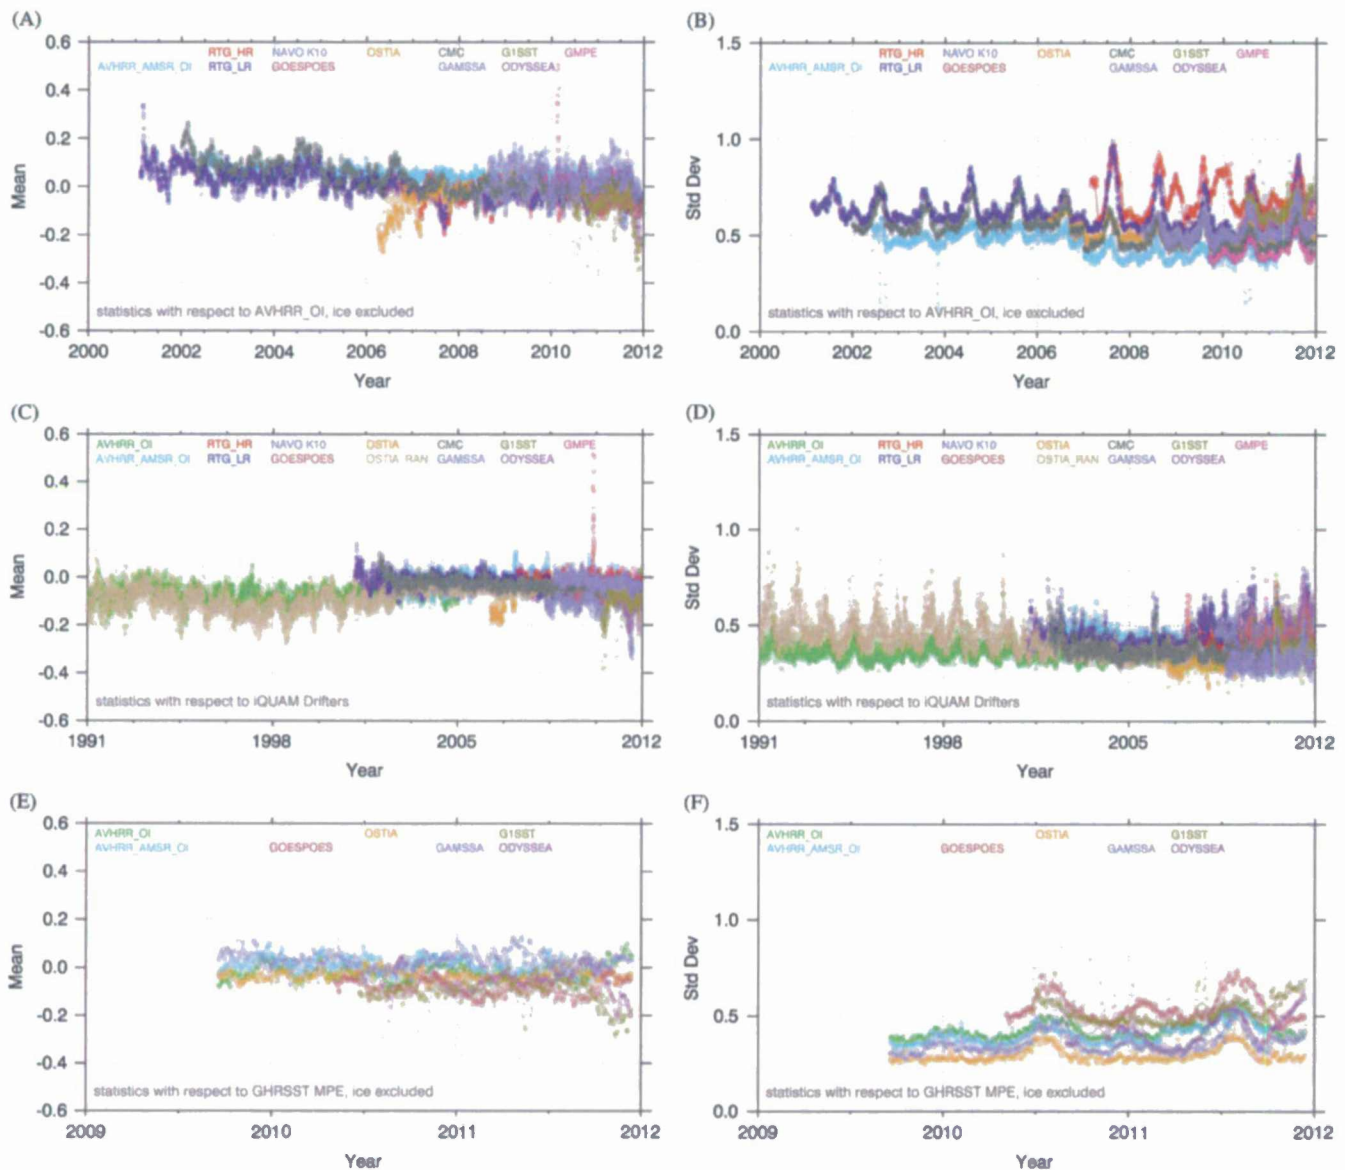 (A)
0.6
0.4
0.2
0.0
-0.2
-0.4
-0.6
Mean
RTG_HR NAVO K10 OSTIA CMC G1SST GMPE
AVHRR_AMSR_OI RTG_LR GOESPOES GAMSSA ODYSSEA
statistics with respect to AVHRR_OI, ice excluded
2000 2002 2004 2006 2008 2010 2012
Year
(B)
1.5
1.0
0.5
0.0
Std Dev
RTG_HR NAVO K10 OSTIA CMC G1SST GMPE
AVHRR_AMSR_OI RTG_LR GOESPOES GAMSSA ODYSSEA
statistics with respect to AVHRR_OI, ice excluded
2000 2002 2004 2006 2008 2010 2012
Year
(C)
0.6
0.4
0.2
0.0
-0.2
-0.4
-0.6
Mean
AVHRR_OI RTG_HR NAVO K10 OSTIA CMC G1SST GMPE
AVHRR_AMSR_OI RTG_LR GOESPOES OSTIA_RAN GAMSSA ODYSSEA
statistics with respect to iQUAM Drifters
1991 1998 2005 2012
Year
(D)
1.5
1.0
0.5
0.0
Std Dev
AVHRR_OI RTG_HR NAVO K10 OSTIA CMC G1SST GMPE
AVHRR_AMSR_OI RTG_LR GOESPOES OSTIA_RAN GAMSSA ODYSSEA
statistics with respect to iQUAM Drifters
1991 1998 2005 2012
Year
(E)
0.6
0.4
0.2
0.0
-0.2
-0.4
-0.6
Mean
AVHRR_OI OSTIA G1SST
AVHRR_AMSR_OI GOESPOES GAMSSA ODYSSEA
statistics with respect to GHRSST MPE, ice excluded
2009 2010 2011 2012
Year
(F)
1.5
1.0
0.5
0.0
Std Dev
AVHRR_OI OSTIA G1SST
AVHRR_AMSR_OI GOESPOES GAMSSA ODYSSEA
statistics with respect to GHRSST MPE, ice excluded
2009 2010 2011 2012
Year